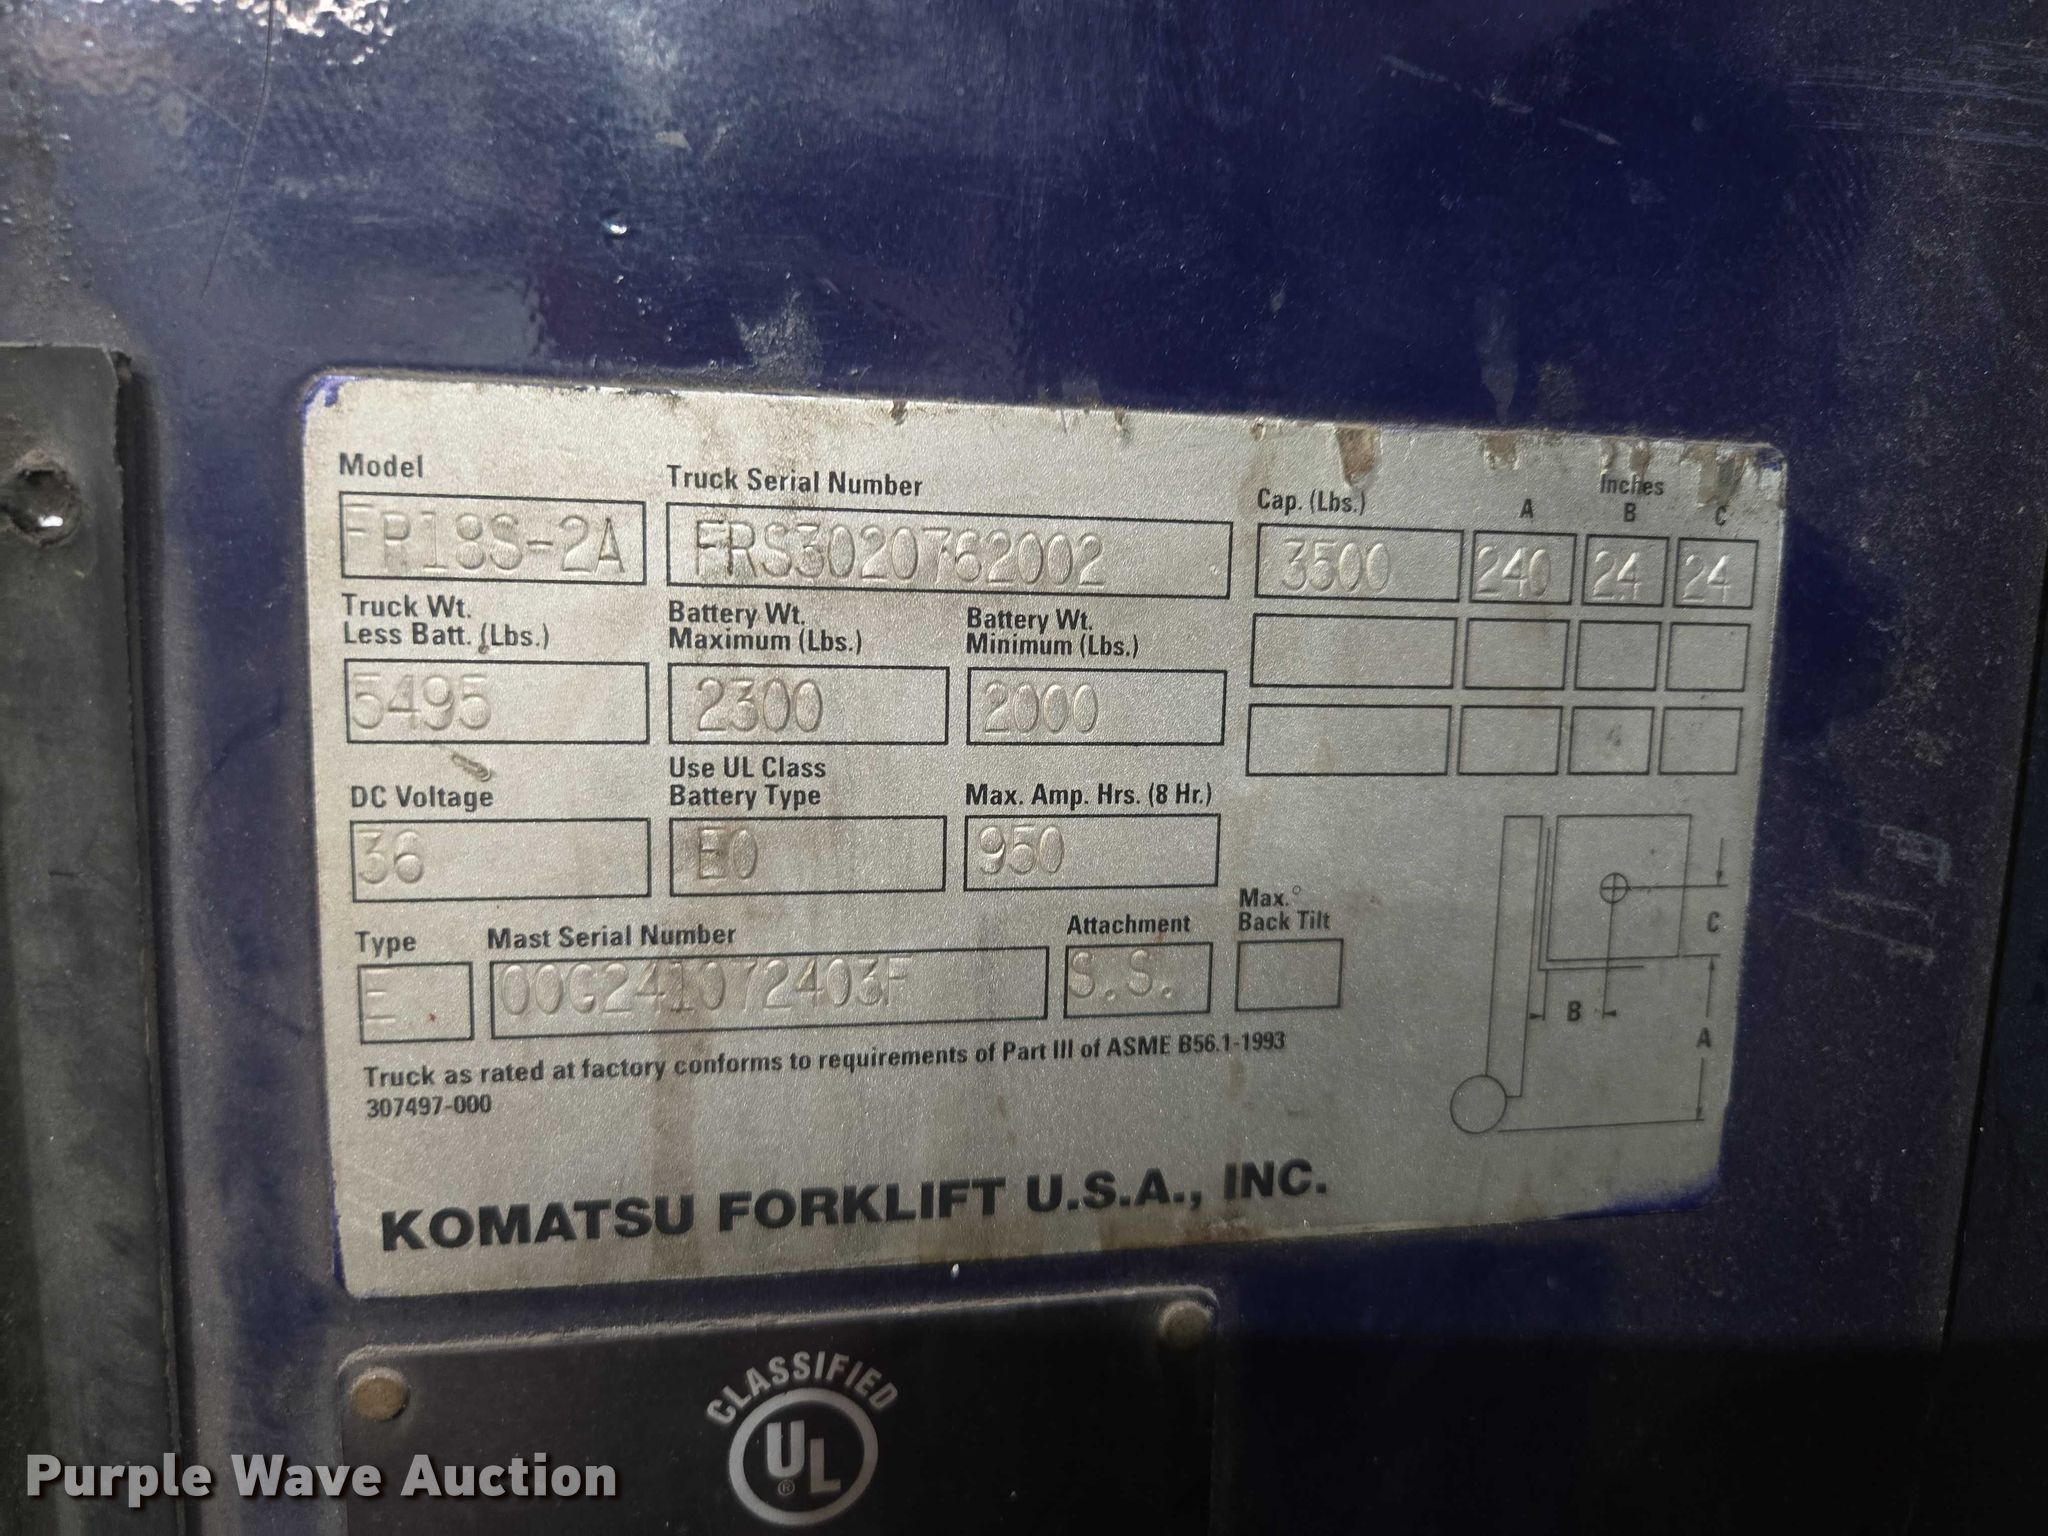 Model
Truck Serial Number
Cap. (Lbs.)
Inches
A B C
FR18S-2A
FRS3020762002
3500 240 24 24
Truck Wt.
Less Batt. (Lbs.)
Battery Wt.
Maximum (Lbs.)
Battery Wt.
Minimum (Lbs.)
5495
2300
2000
DC Voltage
Use UL Class
Battery Type
Max. Amp. Hrs. (8 Hr.)
36
EO
950
Type
Mast Serial Number
Attachment
Max.°
Back Tilt
E
00G241072403F
S.S.
C
B
A
Truck as rated at factory conforms to requirements of Part III of ASME B56.1-1993
307497-000
KOMATSU FORKLIFT U.S.A., INC.
CLASSIFIED
UL
®
Purple Wave Auction